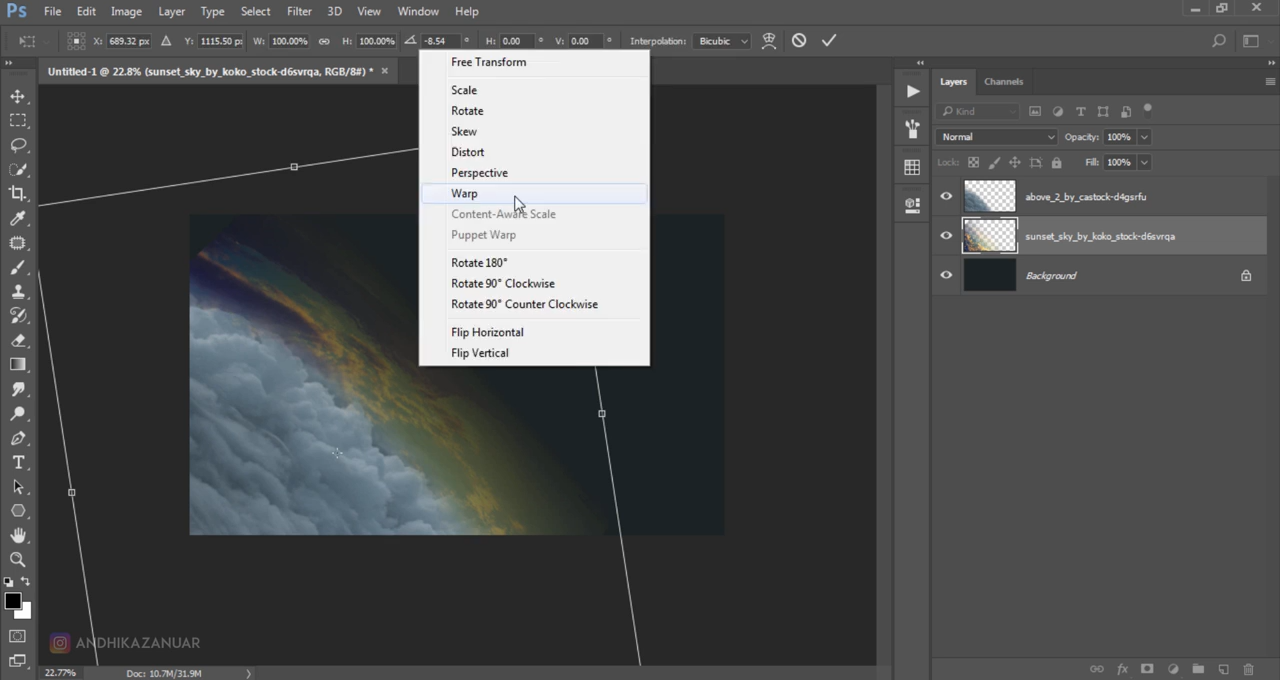 Ps File Edit Image Layer Type Select Filter 3D View Window Help
X: 689.32 px Y: 1115.50 px W: 100.00% H: 100.00% -8.54 ° H: 0.00 ° V: 0.00 ° Interpolation: Bicubic
Untitled-1 @ 22.8% (sunset_sky_by_koko_stock-d6svrqa, RGB/8#) * ×
Free Transform
Scale
Rotate
Skew
Distort
Perspective
Warp
Content-Aware Scale
Puppet Warp
Rotate 180°
Rotate 90° Clockwise
Rotate 90° Counter Clockwise
Flip Horizontal
Flip Vertical
Layers Channels
Kind
Normal Opacity: 100%
Lock: Fill: 100%
above_2_by_castock-d4gsrfu
sunset_sky_by_koko_stock-d6svrqa
Background
ANDHIKAZANUAR
22.77% Doc: 10.7M/31.9M